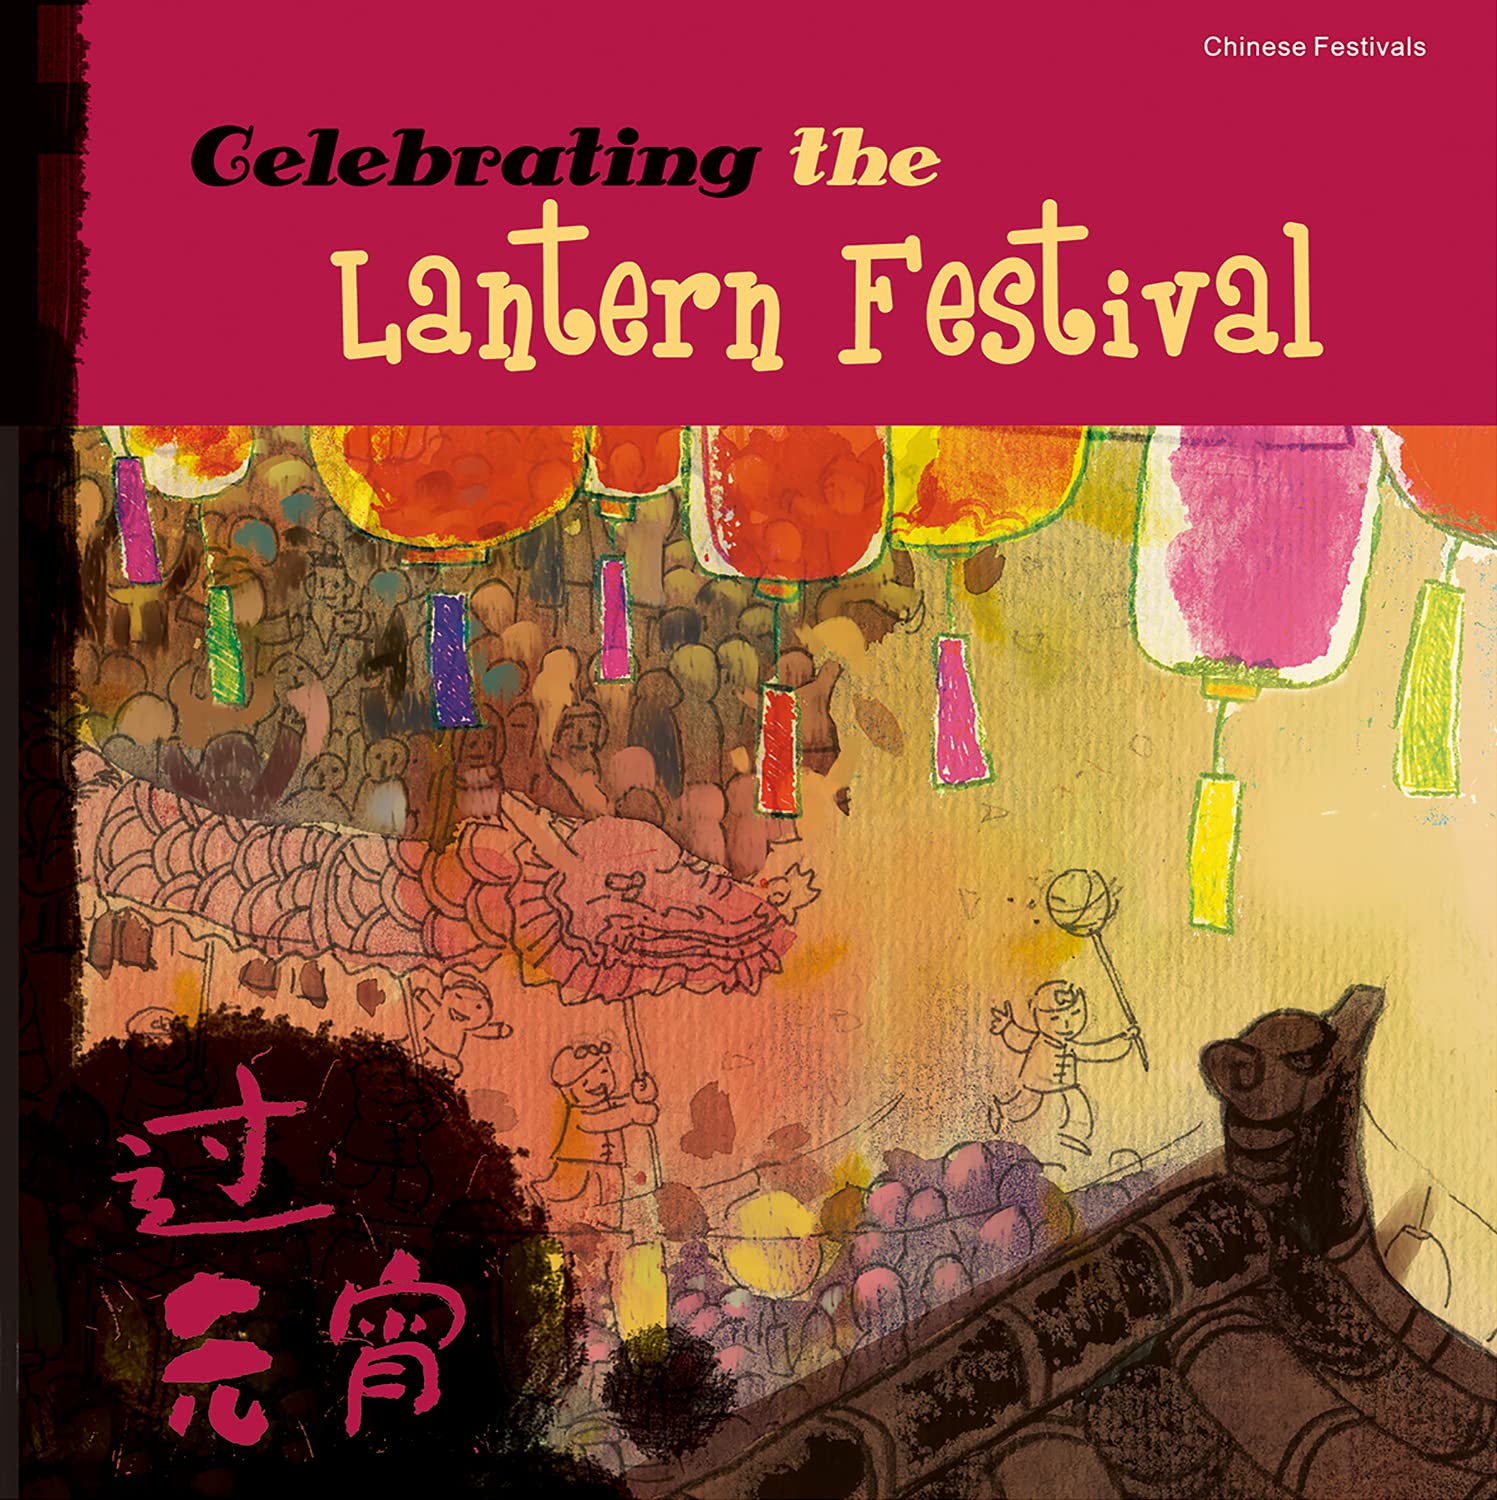 Chinese Festivals
Celebrating the
Lantern Festival
过
元宵